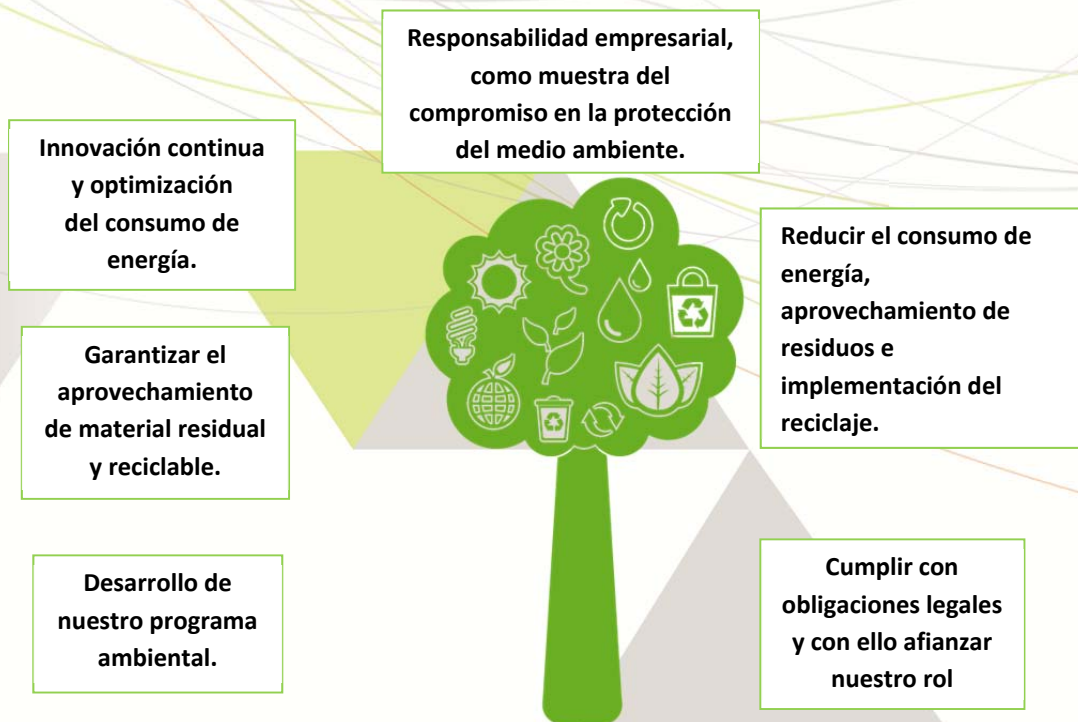 Responsabilidad empresarial,
como muestra del
compromiso en la protección
del medio ambiente.
Innovación continua
y optimización
del consumo de
energía.
Reducir el consumo de
energía,
aprovechamiento de
residuos e
implementación del
reciclaje.
Garantizar el
aprovechamiento
de material residual
y reciclable.
Desarrollo de
nuestro programa
ambiental.
Cumplir con
obligaciones legales
y con ello afianzar
nuestro rol